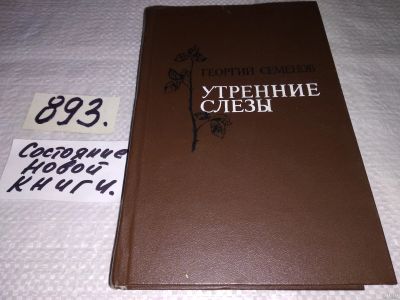 893.
Состояние
новой
книги.
ГЕОРГИЙ СЕМЕНОВ
УТРЕННИЕ
СЛЕЗЫ